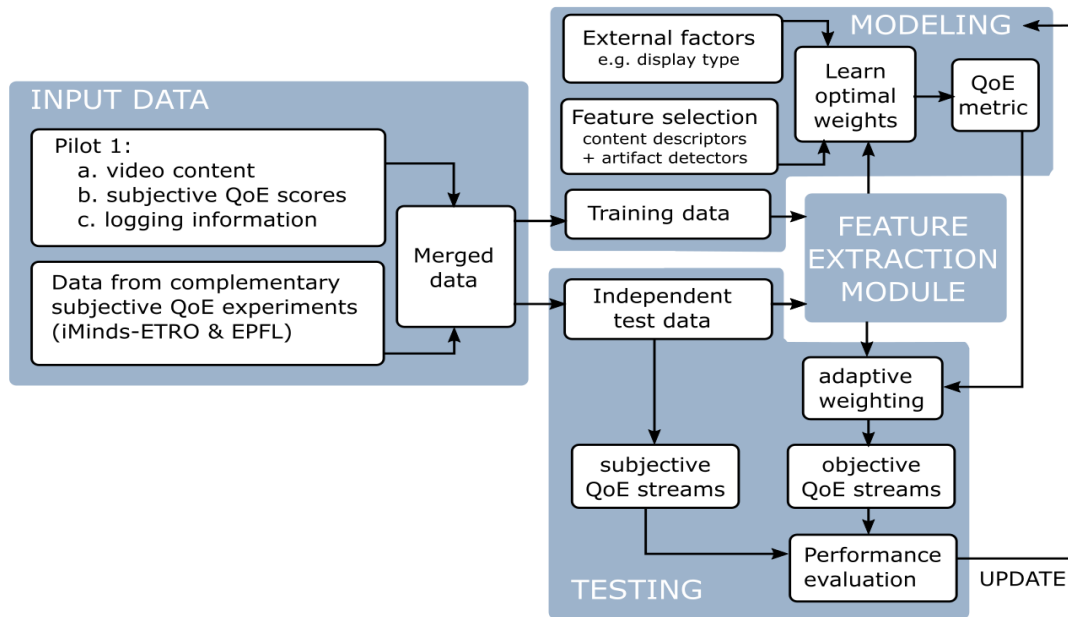 INPUT DATA
Pilot 1:
a. video content
b. subjective QoE scores
c. logging information
Data from complementary
subjective QoE experiments
(iMinds-ETRO & EPFL)
Merged
data
MODELING
External factors
e.g. display type
Feature selection
content descriptors
+ artifact detectors
Learn
optimal
weights
QoE
metric
Training data
FEATURE
EXTRACTION
MODULE
Independent
test data
adaptive
weighting
subjective
QoE streams
objective
QoE streams
Performance
evaluation
TESTING
UPDATE